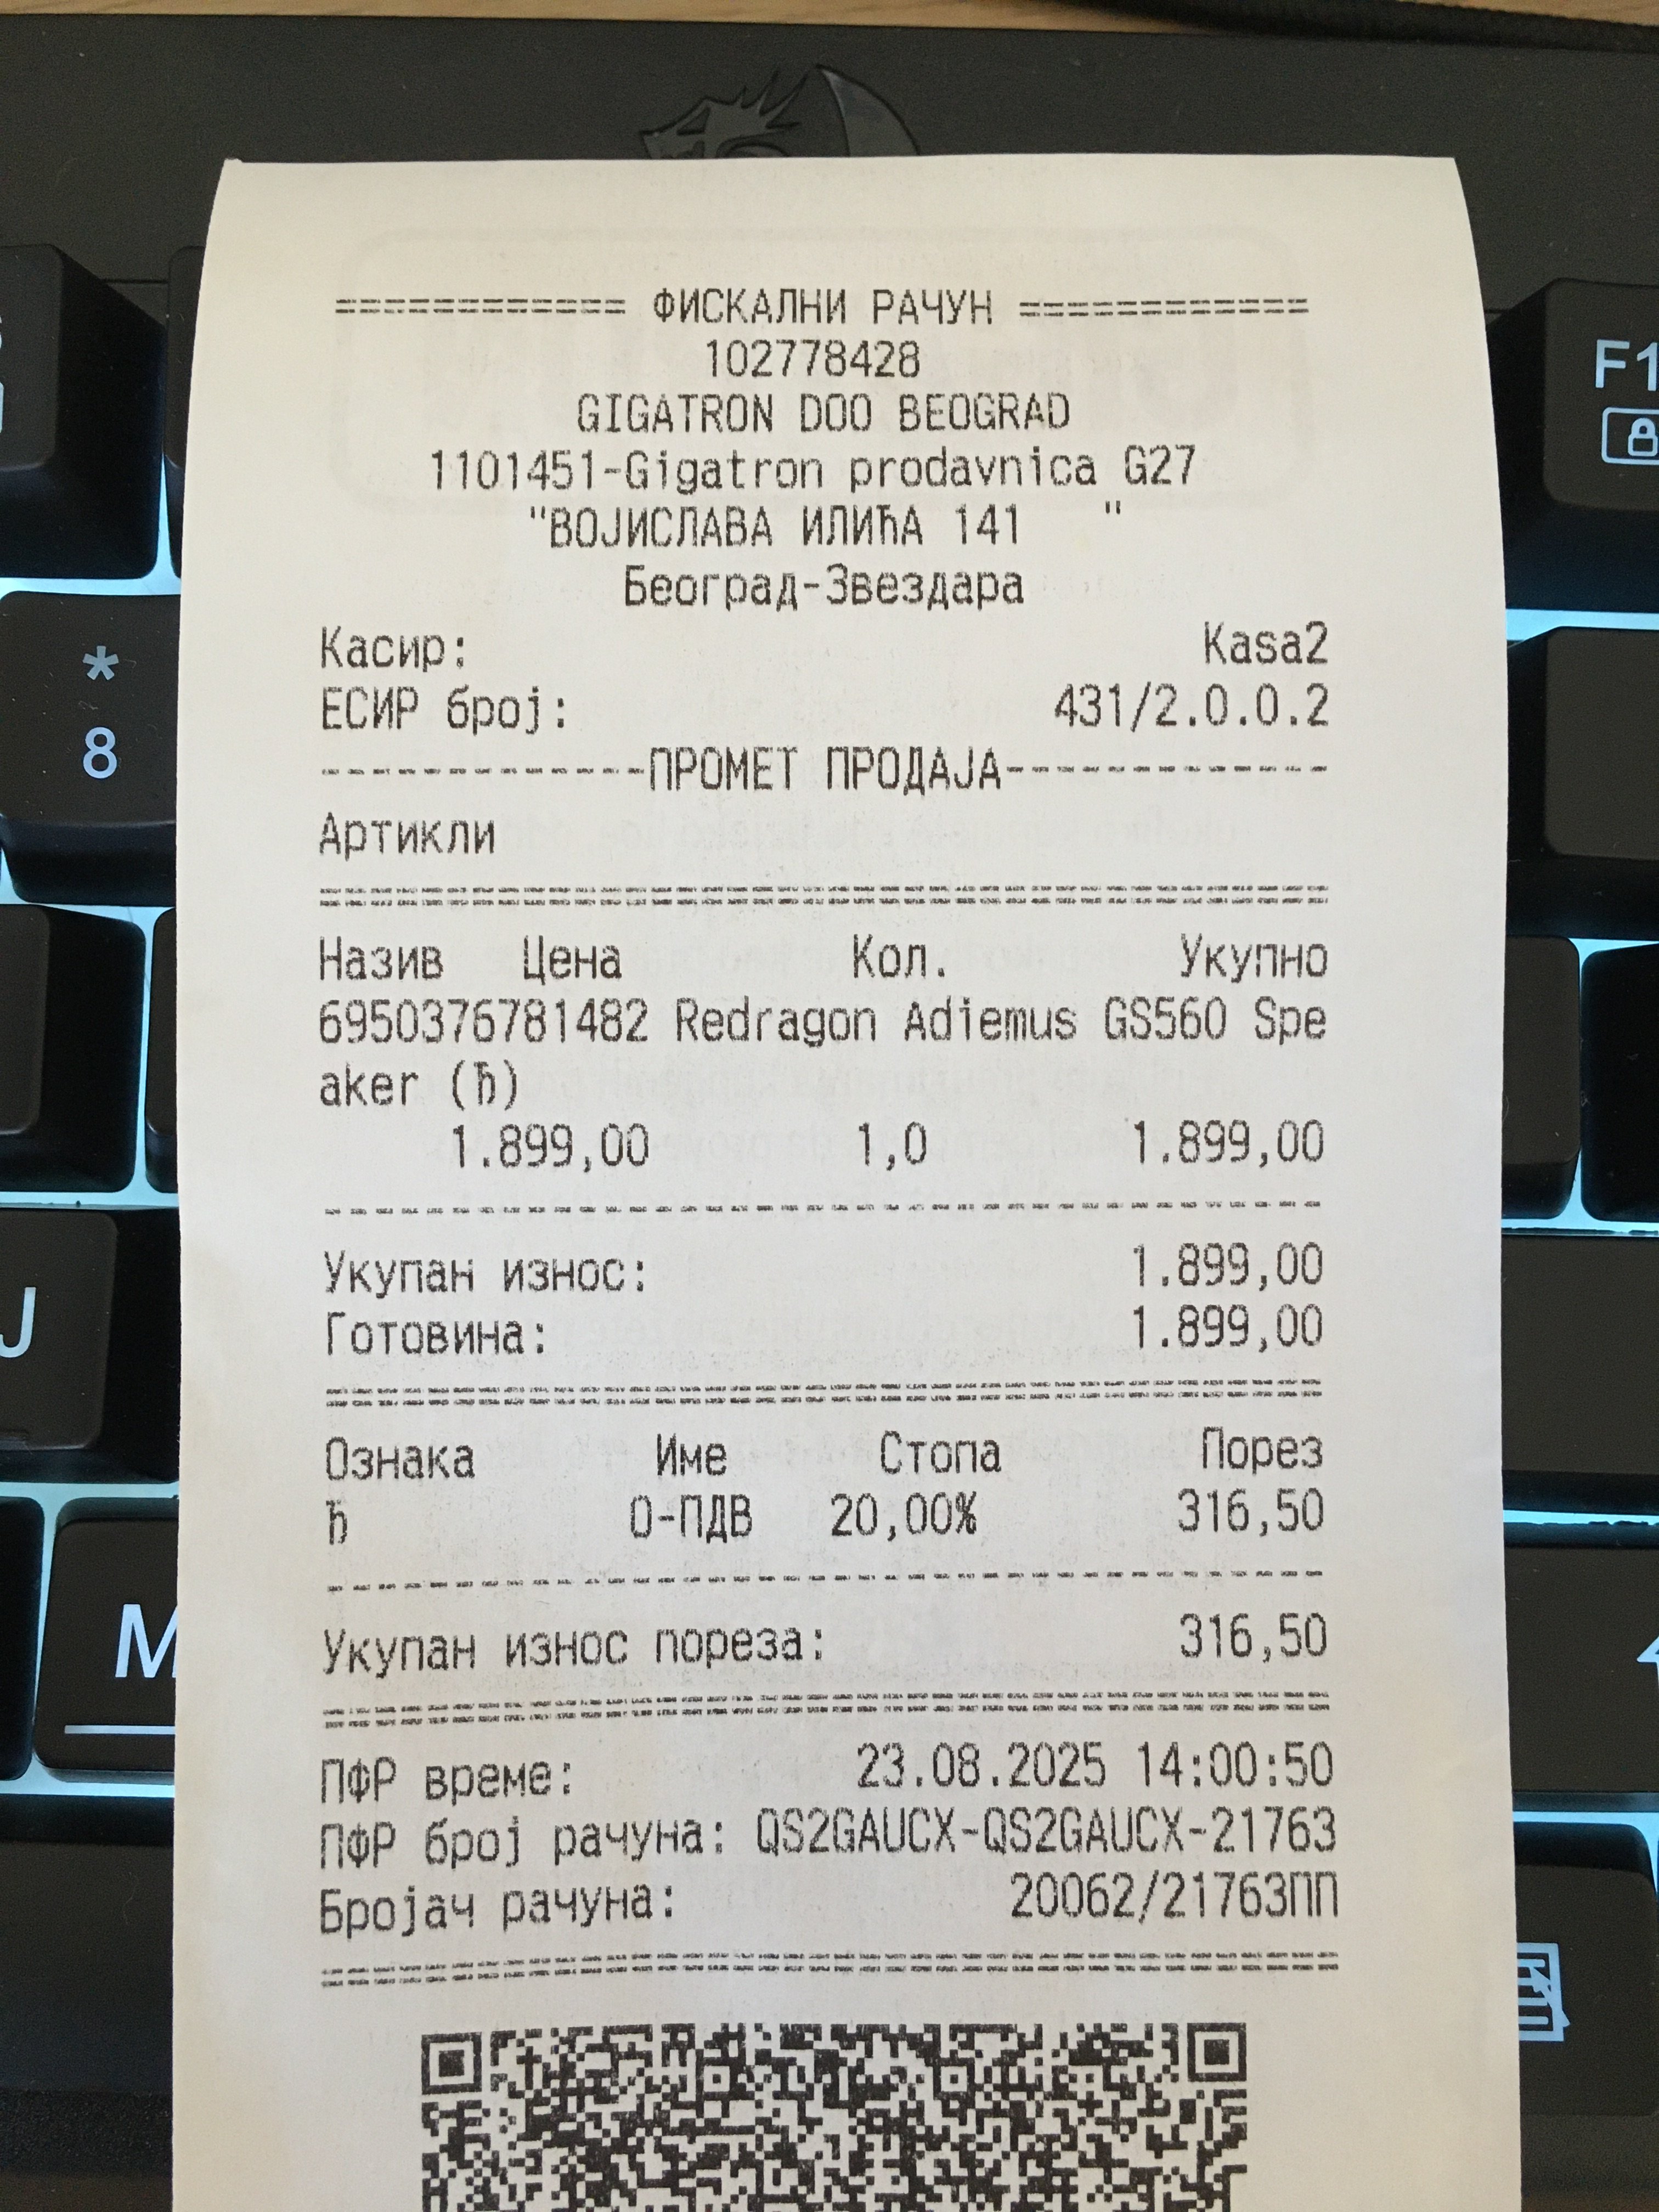 ============ ФИСКАЛНИ РАЧУН ============
102778428
GIGATRON DOO BEOGRAD
1101451-Gigatron prodavnica G27
"ВОЈИСЛАВА ИЛИЋА 141   "
Београд-Звездара
Касир: Kasa2
ЕСИР број: 431/2.0.0.2
-------------ПРОМЕТ ПРОДАЈА-------------
Артикли
========================================
Назив Цена Кол. Укупно
6950376781482 Redragon Adiemus GS560 Spe
aker (Ђ)
1.899,00 1,0 1.899,00
----------------------------------------
Укупан износ: 1.899,00
Готовина: 1.899,00
========================================
Ознака Име Стопа Порез
Ђ О-ПДВ 20,00% 316,50
----------------------------------------
Укупан износ пореза: 316,50
========================================
ПФР време: 23.08.2025 14:00:50
ПФР број рачуна: QS2GAUCX-QS2GAUCX-21763
Бројач рачуна: 20062/21763ПП
========================================
*
8
J
M
F1